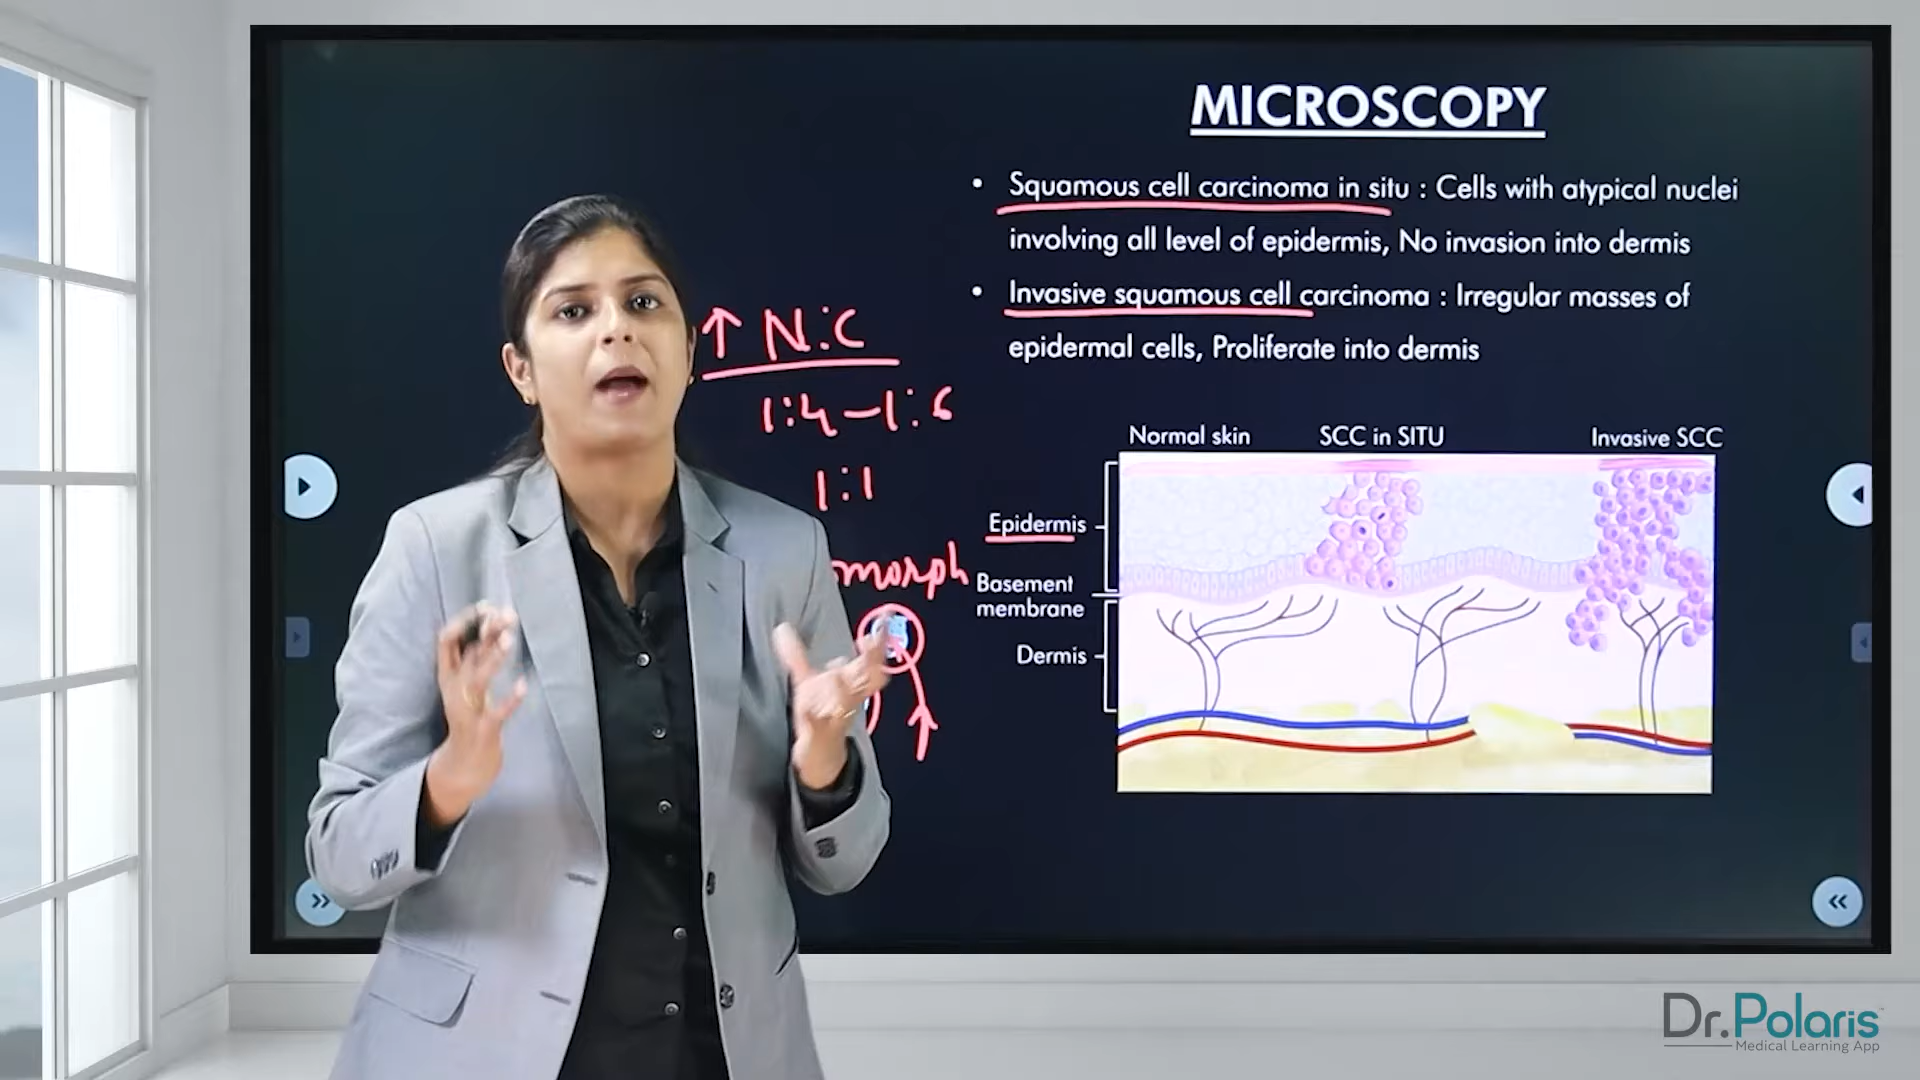 MICROSCOPY
• Squamous cell carcinoma in situ : Cells with atypical nuclei
involving all level of epidermis, No invasion into dermis
• Invasive squamous cell carcinoma : Irregular masses of
epidermal cells, Proliferate into dermis
↑ N:C
1:4 – 1:6
1:1
morph
Normal skin SCC in SITU Invasive SCC
Epidermis
Basement
membrane
Dermis
Dr.Polaris
Medical Learning App